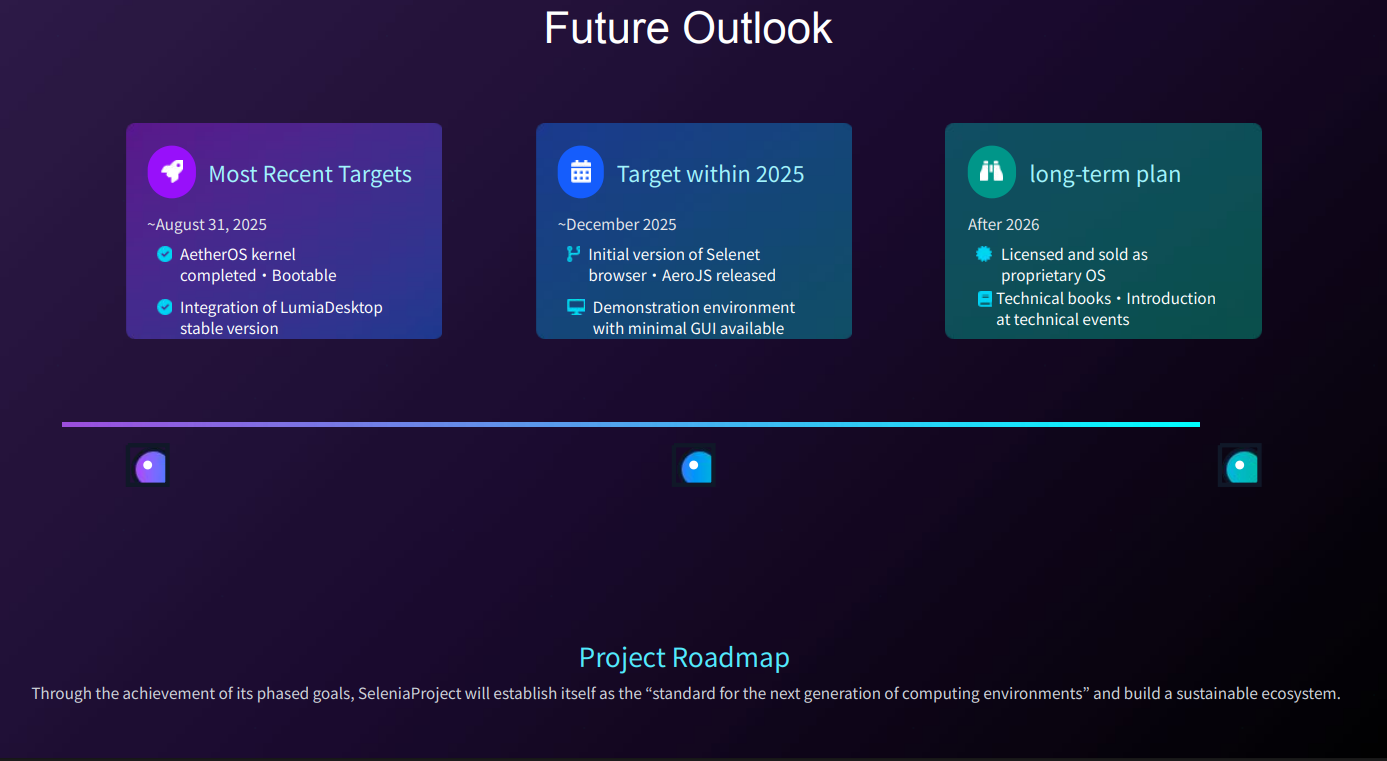 Future Outlook
Most Recent Targets
~August 31, 2025
AetherOS kernel
completed・Bootable
Integration of LumiaDesktop
stable version
Target within 2025
~December 2025
Initial version of Selenet
browser・AeroJS released
Demonstration environment
with minimal GUI available
long-term plan
After 2026
Licensed and sold as
proprietary OS
Technical books・Introduction
at technical events
Project Roadmap
Through the achievement of its phased goals, SeleniaProject will establish itself as the “standard for the next generation of computing environments” and build a sustainable ecosystem.